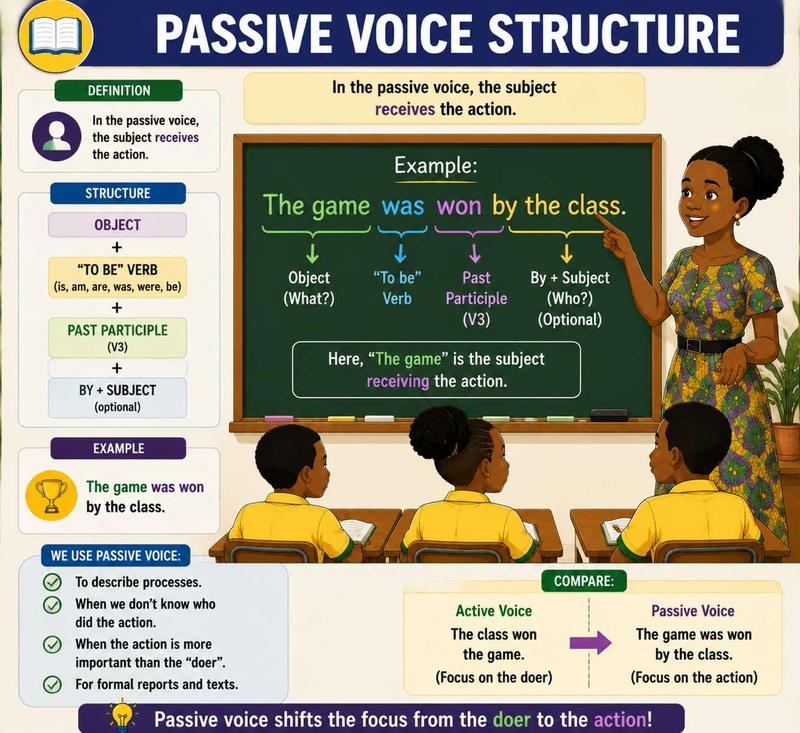 PASSIVE VOICE STRUCTURE
DEFINITION
In the passive voice,
the subject receives
the action.
STRUCTURE
OBJECT
+
“TO BE” VERB
(is, am, are, was, were, be)
+
PAST PARTICIPLE
(V3)
+
BY + SUBJECT
(optional)
EXAMPLE
The game was won
by the class.
WE USE PASSIVE VOICE:
To describe processes.
When we don’t know who
did the action.
When the action is more
important than the “doer”.
For formal reports and texts.
In the passive voice, the subject
receives the action.
Example:
The game was won by the class.
Object
(What?)
“To be”
Verb
Past
Participle
(V3)
By + Subject
(Who?)
(Optional)
Here, “The game” is the subject
receiving the action.
COMPARE:
Active Voice
The class won
the game.
(Focus on the doer)
Passive Voice
The game was won
by the class.
(Focus on the action)
Passive voice shifts the focus from the doer to the action!